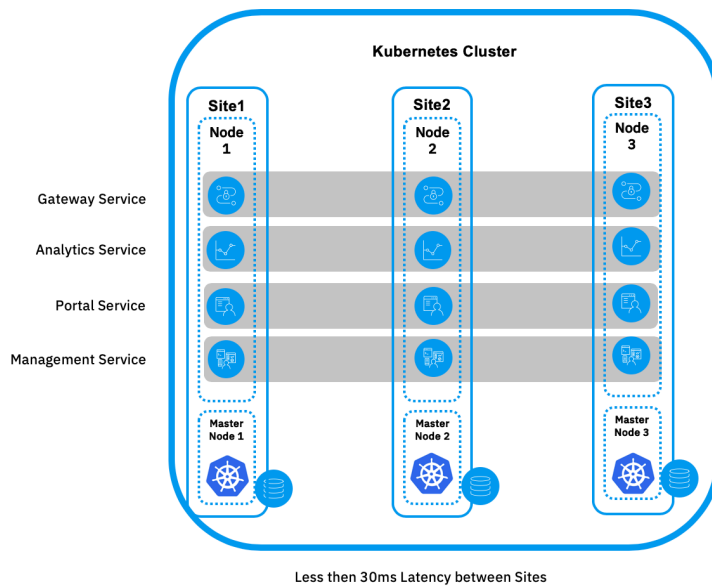 Kubernetes Cluster
Site1
Site2
Site3
Node
1
Node
2
Node
3
Gateway Service
Analytics Service
Portal Service
Management Service
Master
Node 1
Master
Node 2
Master
Node 3
Less then 30ms Latency between Sites